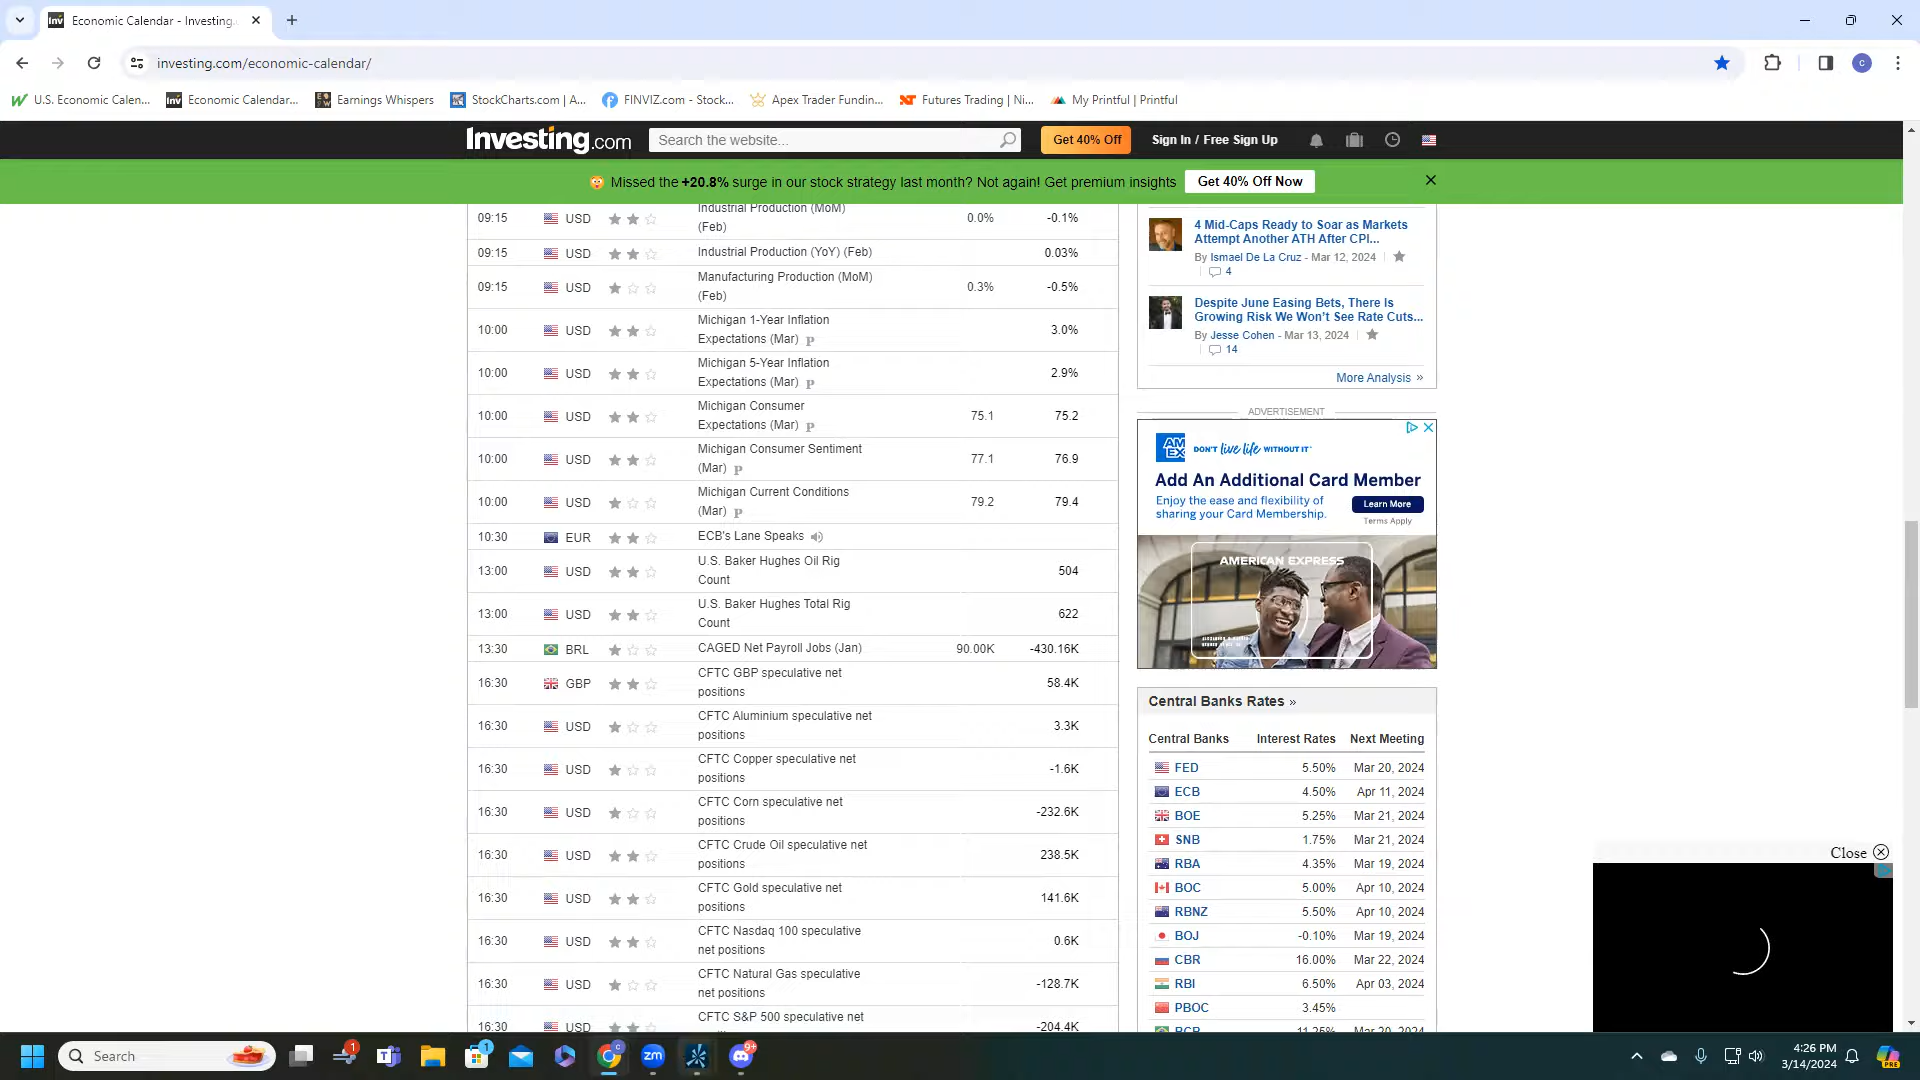 Economic Calendar - Investing.
investing.com/economic-calendar/
c
U.S. Economic Calen...
Inv Economic Calendar...
Earnings Whispers
StockCharts.com | A...
FINVIZ.com - Stock...
Apex Trader Fundin...
Futures Trading | Ni...
My Printful | Printful
Investing.com
Search the website...
Get 40% Off
Sign In / Free Sign Up
Missed the +20.8% surge in our stock strategy last month? Not again! Get premium insights
Get 40% Off Now
09:15 USD Industrial Production (MoM) 0.0% -0.1%
(Feb)
09:15 USD Industrial Production (YoY) (Feb) 0.03%
09:15 USD Manufacturing Production (MoM) 0.3% -0.5%
(Feb)
10:00 USD Michigan 1-Year Inflation 3.0%
Expectations (Mar) P
10:00 USD Michigan 5-Year Inflation 2.9%
Expectations (Mar) P
10:00 USD Michigan Consumer 75.1 75.2
Expectations (Mar) P
10:00 USD Michigan Consumer Sentiment 77.1 76.9
(Mar) P
10:00 USD Michigan Current Conditions 79.2 79.4
(Mar) P
10:30 EUR ECB's Lane Speaks
13:00 USD U.S. Baker Hughes Oil Rig 504
Count
13:00 USD U.S. Baker Hughes Total Rig 622
Count
13:30 BRL CAGED Net Payroll Jobs (Jan) 90.00K -430.16K
16:30 GBP CFTC GBP speculative net 58.4K
positions
16:30 USD CFTC Aluminium speculative net 3.3K
positions
16:30 USD CFTC Copper speculative net -1.6K
positions
16:30 USD CFTC Corn speculative net -232.6K
positions
16:30 USD CFTC Crude Oil speculative net 238.5K
positions
16:30 USD CFTC Gold speculative net 141.6K
positions
16:30 USD CFTC Nasdaq 100 speculative 0.6K
net positions
16:30 USD CFTC Natural Gas speculative -128.7K
net positions
16:30 USD CFTC S&P 500 speculative net -204.4K
4 Mid-Caps Ready to Soar as Markets
Attempt Another ATH After CPI...
By Ismael De La Cruz - Mar 12, 2024
4
Despite June Easing Bets, There Is
Growing Risk We Won't See Rate Cuts...
By Jesse Cohen - Mar 13, 2024
14
More Analysis »
ADVERTISEMENT
AM EX DON'T live life WITHOUT IT™
Add An Additional Card Member
Enjoy the ease and flexibility of
sharing your Card Membership.
Learn More
Terms Apply
AMERICAN EXPRESS
Central Banks Rates »
Central Banks Interest Rates Next Meeting
FED 5.50% Mar 20, 2024
ECB 4.50% Apr 11, 2024
BOE 5.25% Mar 21, 2024
SNB 1.75% Mar 21, 2024
RBA 4.35% Mar 19, 2024
BOC 5.00% Apr 10, 2024
RBNZ 5.50% Apr 10, 2024
BOJ -0.10% Mar 19, 2024
CBR 16.00% Mar 22, 2024
RBI 6.50% Apr 03, 2024
PBOC 3.45%
BCB 11.25% Mar 20, 2024
Close
Search
1
1
zm
9+
4:26 PM
3/14/2024
PRE